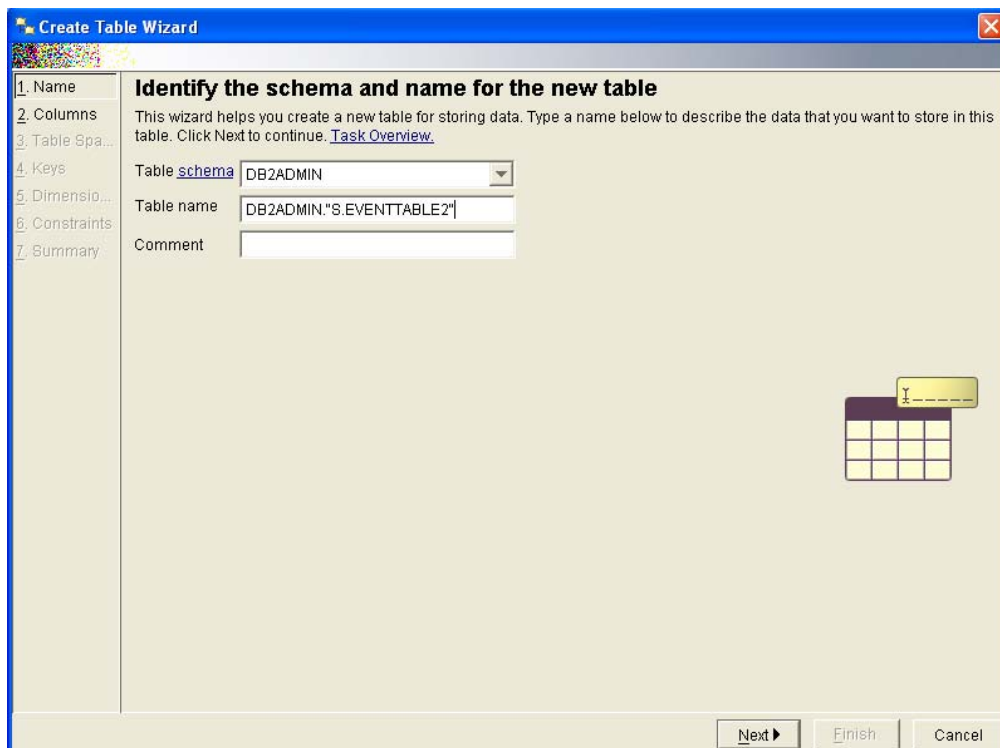 Create Table Wizard
1. Name
2. Columns
3. Table Spa...
4. Keys
5. Dimensio...
6. Constraints
7. Summary
Identify the schema and name for the new table
This wizard helps you create a new table for storing data. Type a name below to describe the data that you want to store in this
table. Click Next to continue. Task Overview.
Table schema DB2ADMIN
Table name DB2ADMIN."S.EVENTTABLE2"
Comment
Next Finish Cancel